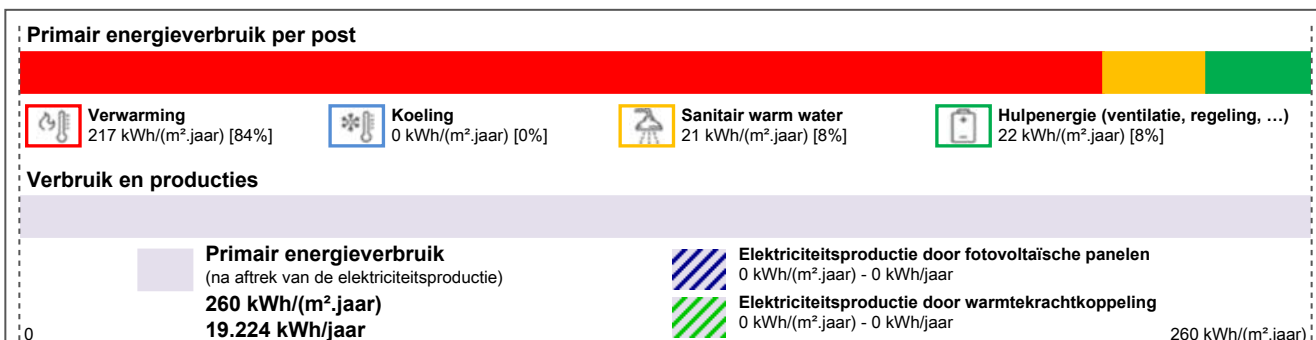 Primair energieverbruik per post
Verwarming
217 kWh/(m².jaar) [84%]
Koeling
0 kWh/(m².jaar) [0%]
Sanitair warm water
21 kWh/(m².jaar) [8%]
Hulpenergie (ventilatie, regeling, …)
22 kWh/(m².jaar) [8%]
Verbruik en producties
Primair energieverbruik
(na aftrek van de elektriciteitsproductie)
260 kWh/(m².jaar)
19.224 kWh/jaar
Elektriciteitsproductie door fotovoltaïsche panelen
0 kWh/(m².jaar) - 0 kWh/jaar
Elektriciteitsproductie door warmtekrachtkoppeling
0 kWh/(m².jaar) - 0 kWh/jaar
0
260 kWh/(m².jaar)